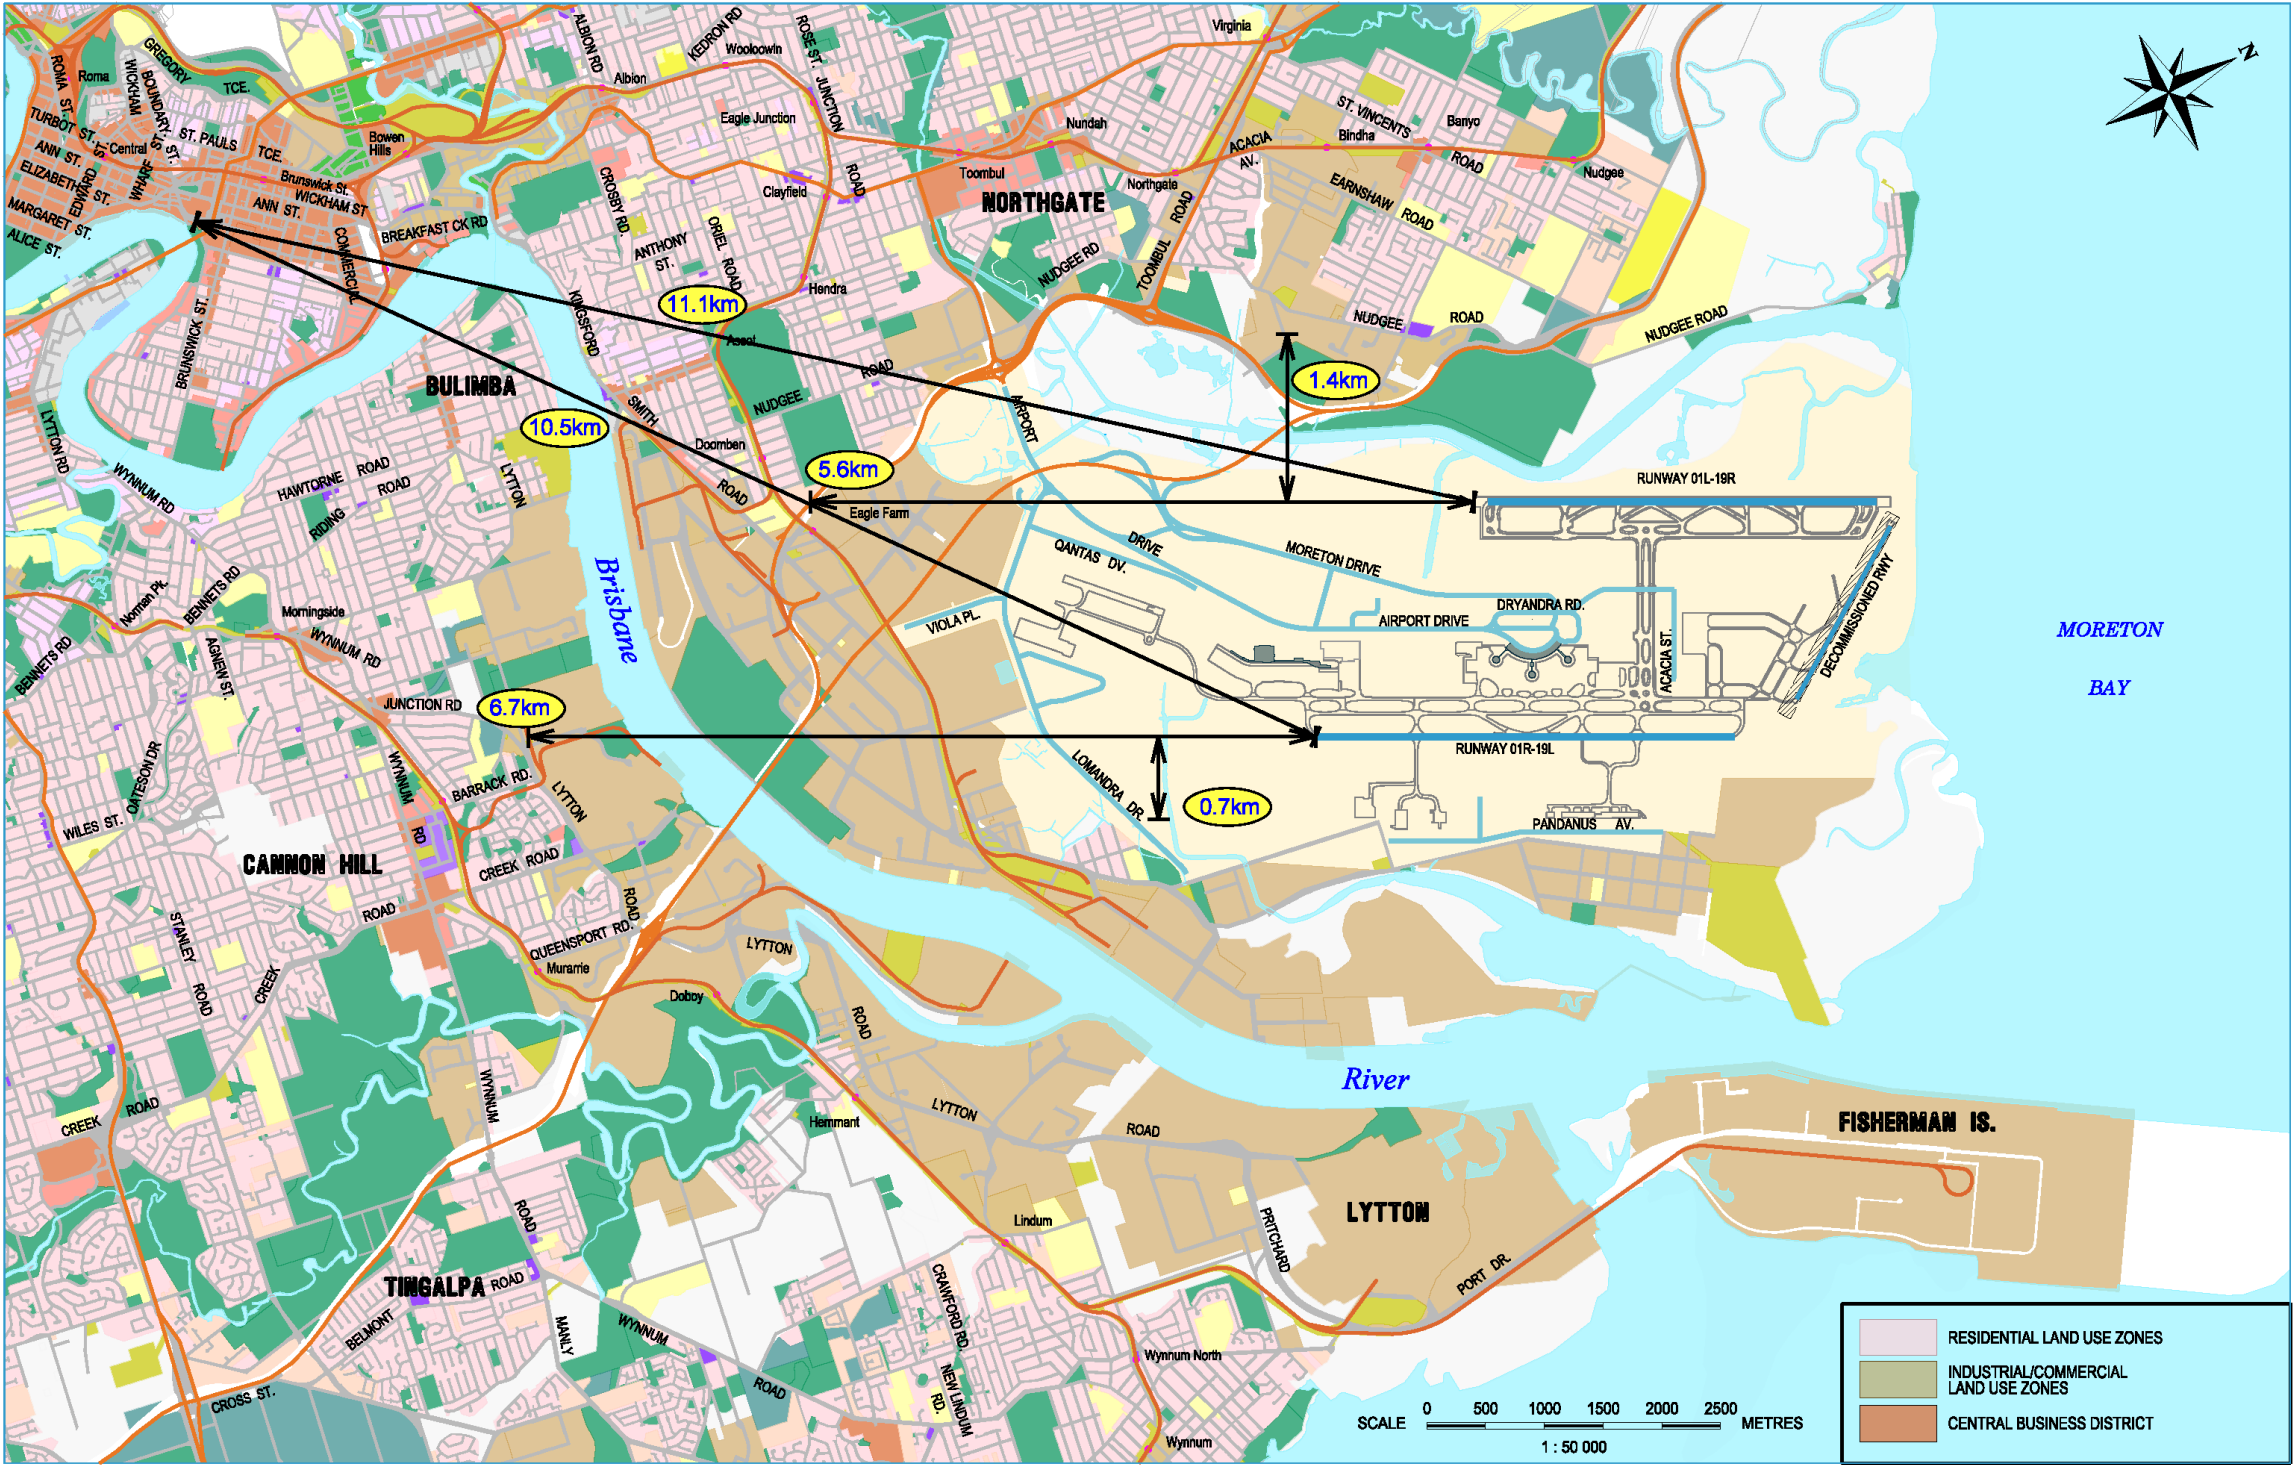 Virginia
N
ALBION RD
KEDRON RD
Wooloowin
ROSE ST.
JUNCTION
ROAD
GREGORY
TCE.
ROMA ST.
Roma
WICKHAM
BOUNDARY
ST.
Albion
TURBOT ST.
ST. PAULS
TCE.
Bowen
Hills
Eagle Junction
Nundah
ST. VINCENTS
ROAD
Banyo
Bindha
ACACIA
AV.
ANN ST.
Central
ELIZABETH
ST.
EDWARD ST.
WHARF ST.
Brunswick St.
WICKHAM ST
ANN ST.
MARGARET ST.
ALICE ST.
COMMERCIAL
BREAKFAST CK RD
CROSBY RD.
Clayfield
Toombul
NORTHGATE
Northgate
Nudgee
EARNSHAW
ROAD
ANTHONY
ST.
ORIEL
ROAD
NUDGEE RD
TOOMBUL
ROAD
Hendra
11.1km
KINGSFORD
SMITH
ROAD
BRUNSWICK ST.
Ascot
ROAD
NUDGEE
NUDGEE
ROAD
NUDGEE ROAD
1.4km
BULIMBA
10.5km
AIRPORT
DRIVE
LYTTON RD
WYNNUM RD
HAWTORNE ROAD
RIDING
ROAD
LYTTON
Doomben
5.6km
Eagle Farm
RUNWAY 01L-19R
QANTAS DV.
MORETON DRIVE
DRYANDRA RD.
AIRPORT DRIVE
ACACIA ST.
DECOMMISSIONED RWY
VIOLA PL.
Brisbane
MORETON
BAY
Norman Pk.
BENNETS RD
BENNETS RD
Morningside
WYNNUM RD
AGNEW ST.
JUNCTION RD
6.7km
RUNWAY 01R-19L
LOMANDRA DR.
0.7km
PANDANUS AV.
OATESON DR
WILES ST.
WYNNUM
RD
BARRACK RD.
LYTTON
ROAD
CANNON HILL
CREEK ROAD
ROAD
STANLEY
ROAD
CREEK
QUEENSPORT RD.
Murarrie
LYTTON
Doboy
ROAD
River
WYNNUM
ROAD
CREEK
ROAD
Hemmant
LYTTON
ROAD
FISHERMAN IS.
LYTTON
PRITCHARD
PORT DR.
Lindum
TINGALPA
BELMONT
ROAD
MANLY
WYNNUM
ROAD
CRAWFORD RD.
NEW LINDUM
RD.
Wynnum North
Wynnum
CROSS ST.
SCALE 0 500 1000 1500 2000 2500 METRES
1 : 50 000
RESIDENTIAL LAND USE ZONES
INDUSTRIAL/COMMERCIAL
LAND USE ZONES
CENTRAL BUSINESS DISTRICT